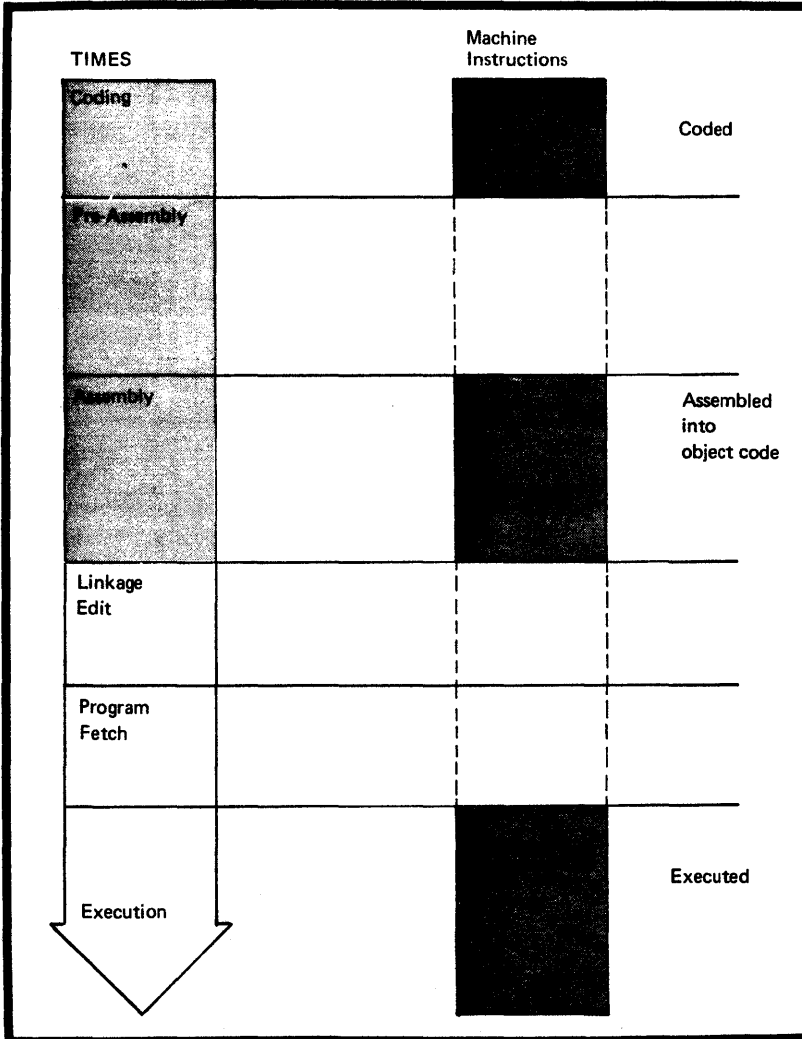 TIMES
Machine
Instructions
Coding
Coded
Pre-Assembly
Assembly
Assembled
into
object code
Linkage
Edit
Program
Fetch
Executed
Execution